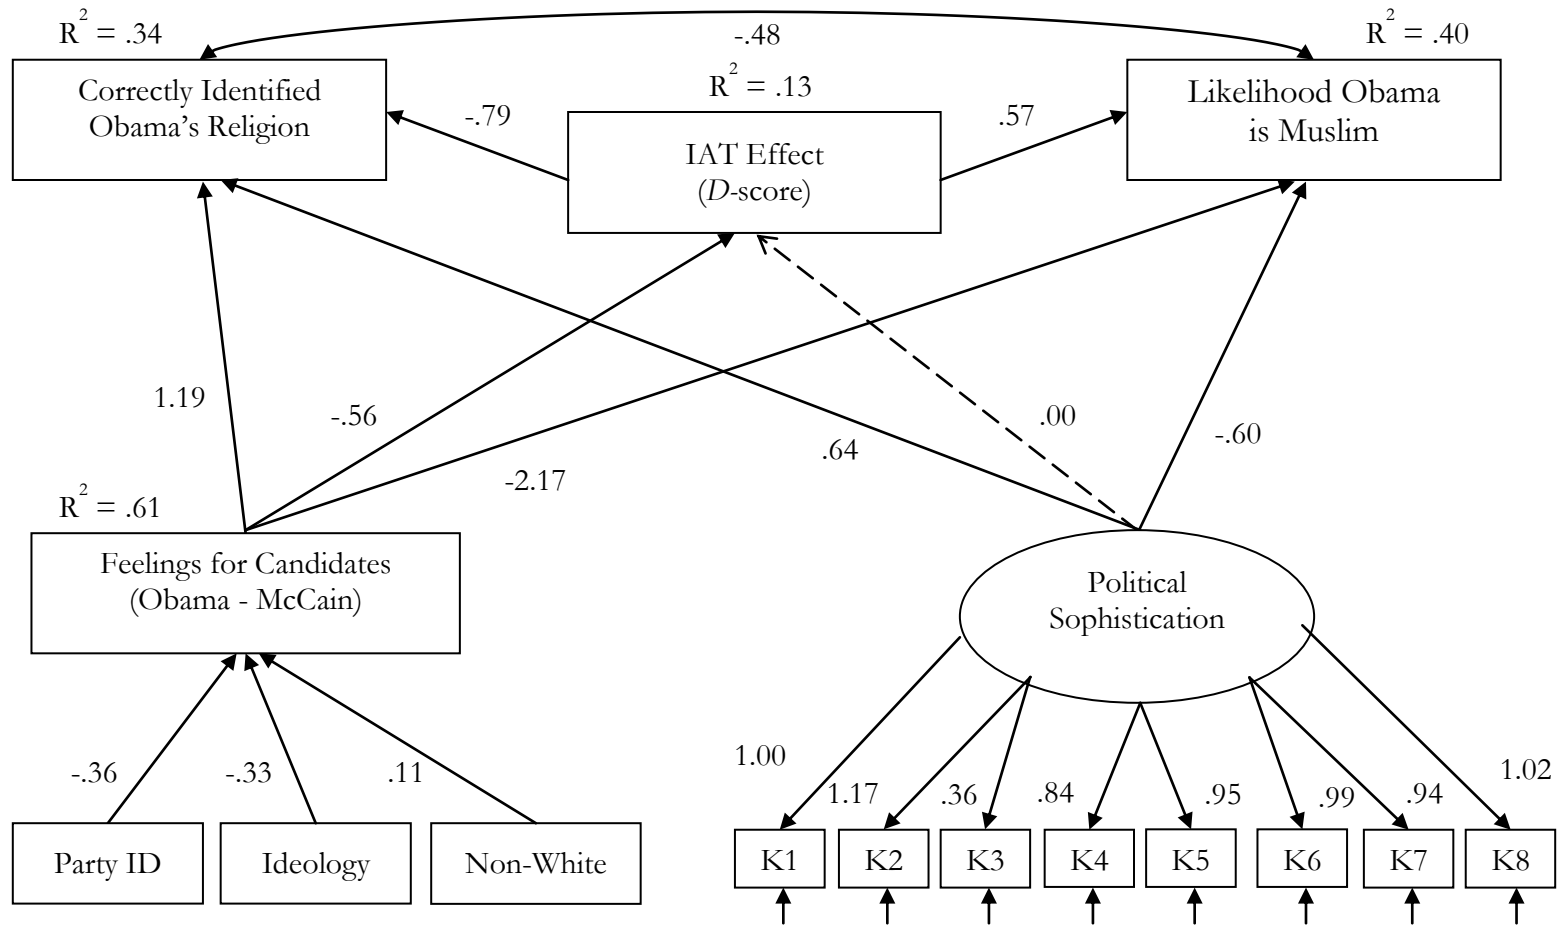 R² = .34
-.48
R² = .40
Correctly Identified
Obama's Religion
-.79
R² = .13
IAT Effect
(D-score)
.57
Likelihood Obama
is Muslim
1.19
-.56
-2.17
.64
.00
-.60
R² = .61
Feelings for Candidates
(Obama - McCain)
Political
Sophistication
-.36
-.33
.11
1.00
1.17
.36
.84
.95
.99
.94
1.02
Party ID
Ideology
Non-White
K1
K2
K3
K4
K5
K6
K7
K8